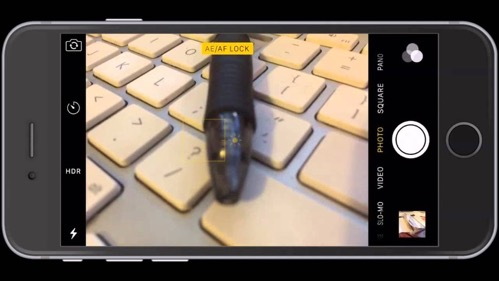 AE/AF LOCK
HDR
PANO
SQUARE
PHOTO
VIDEO
SLO-MO